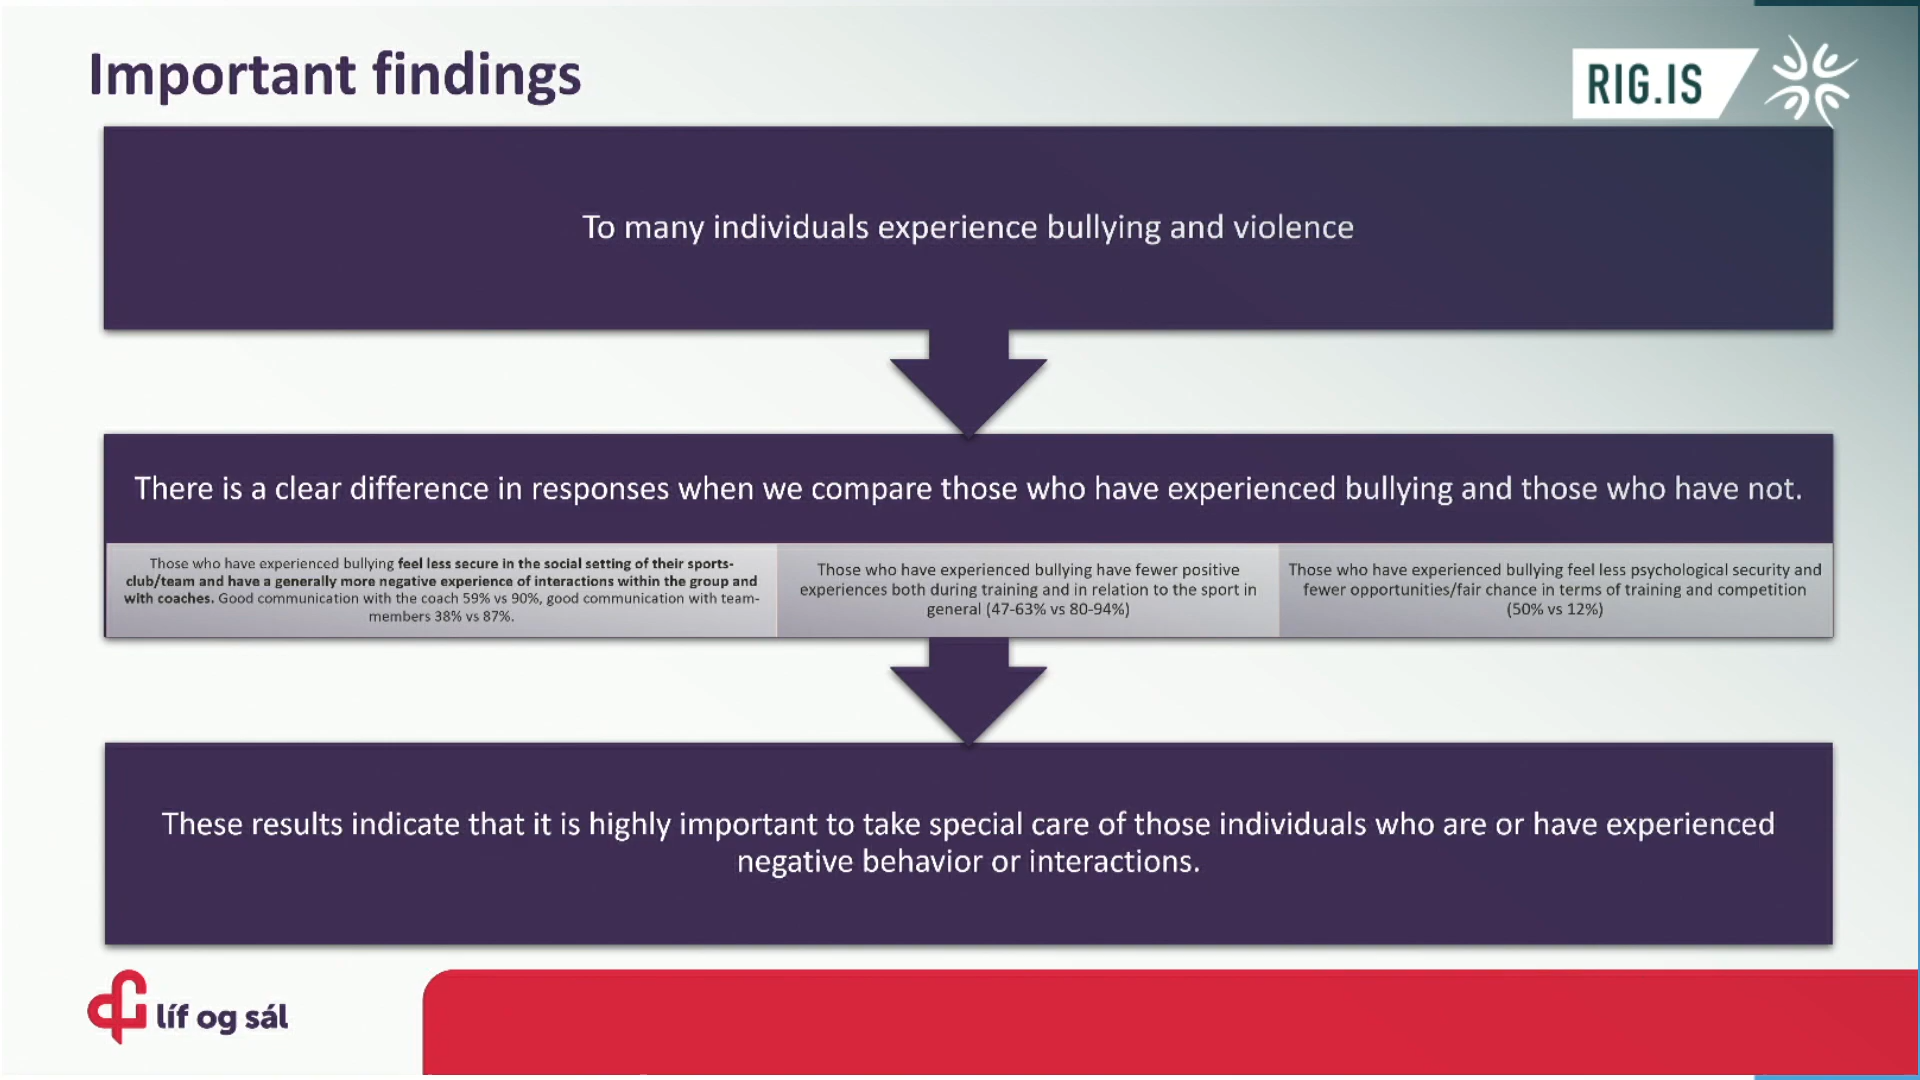 Important findings
RIG.IS
To many individuals experience bullying and violence
There is a clear difference in responses when we compare those who have experienced bullying and those who have not.
Those who have experienced bullying feel less secure in the social setting of their sports-
club/team and have a generally more negative experience of interactions within the group and
with coaches. Good communication with the coach 59% vs 90%, good communication with team-
members 38% vs 87%.
Those who have experienced bullying have fewer positive
experiences both during training and in relation to the sport in
general (47-63% vs 80-94%)
Those who have experienced bullying feel less psychological security and
fewer opportunities/fair chance in terms of training and competition
(50% vs 12%)
These results indicate that it is highly important to take special care of those individuals who are or have experienced
negative behavior or interactions.
líf og sál